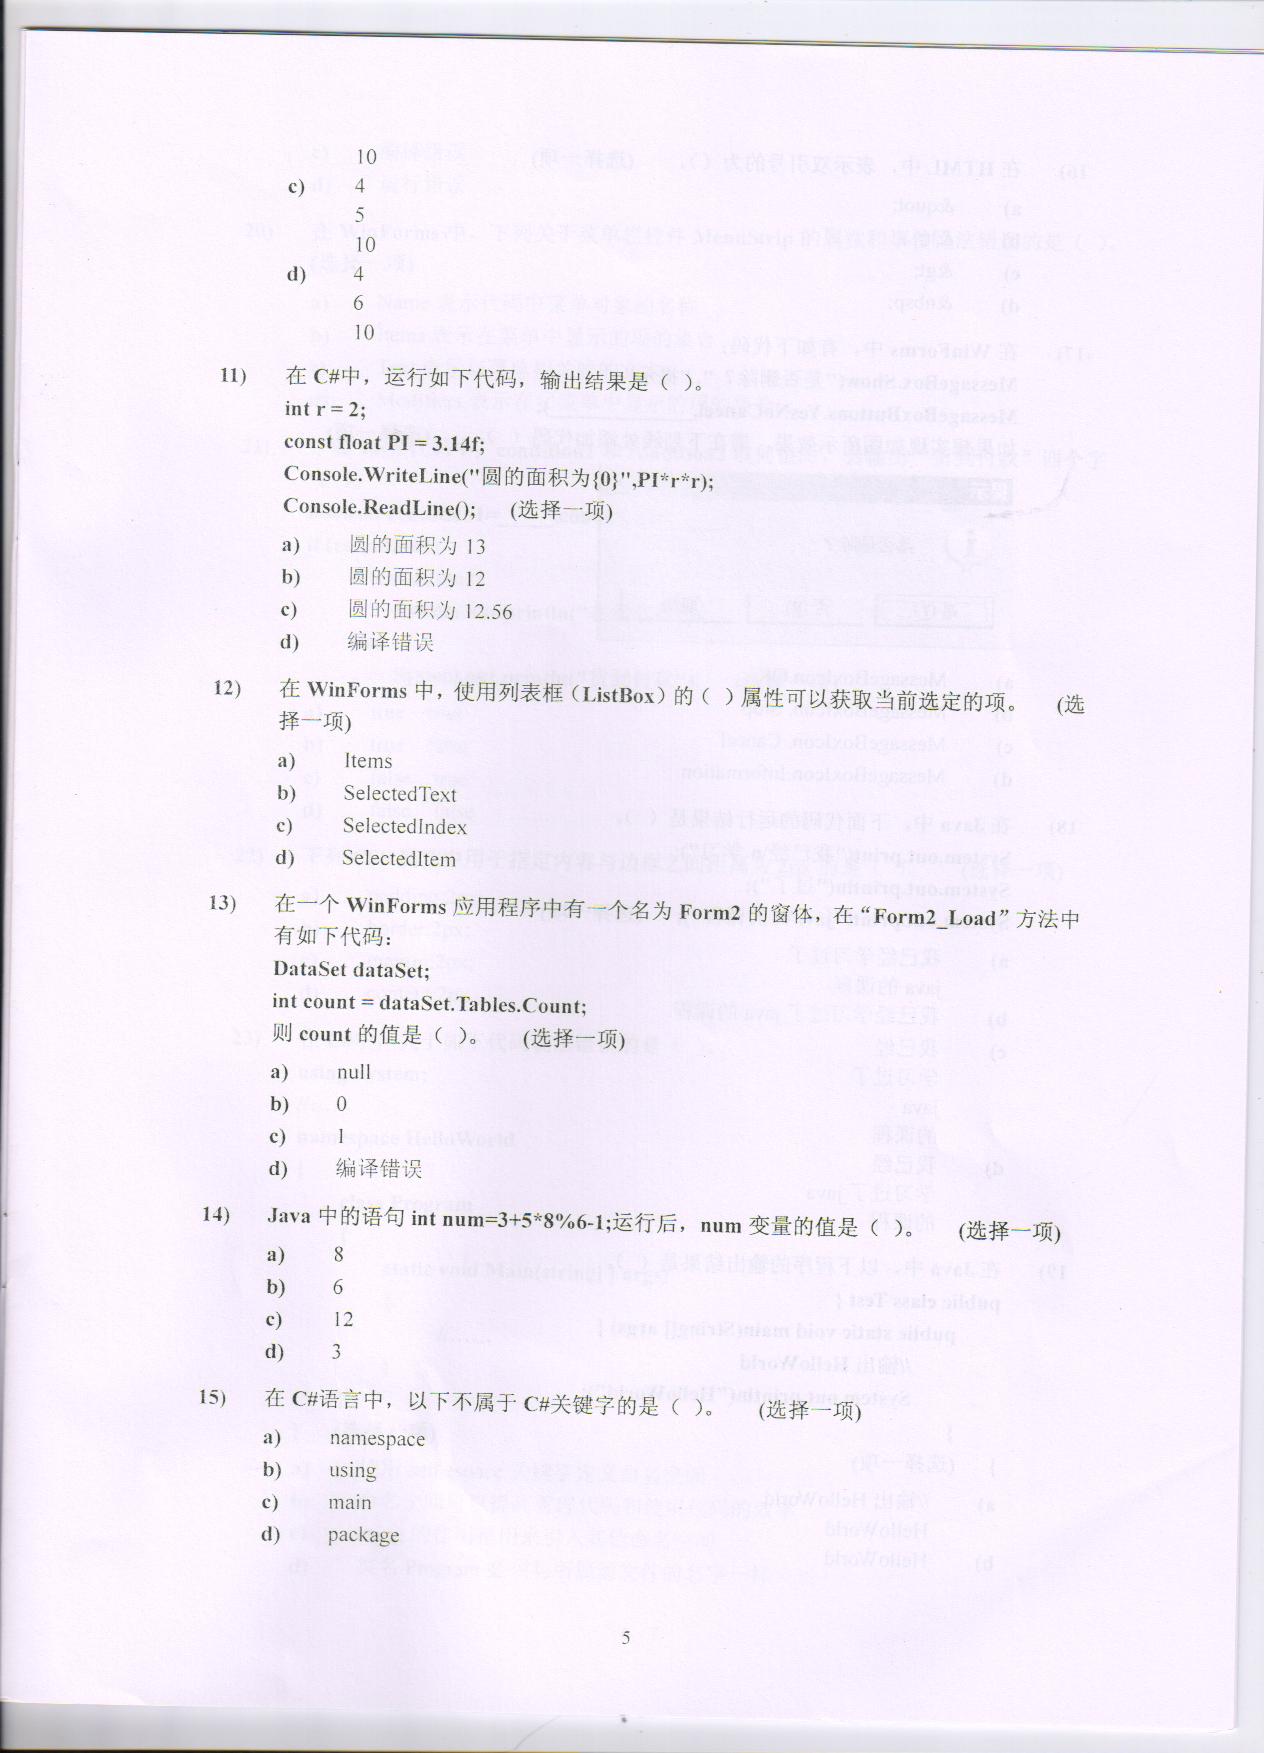 10
c) 4
5
10
d) 4
6
10
11) 在 C#中，运行如下代码，输出结果是（ ）。
int r = 2;
const float PI = 3.14f;
Console.WriteLine("圆的面积为{0}",PI*r*r);
Console.ReadLine(); (选择一项)
a) 圆的面积为 13
b) 圆的面积为 12
c) 圆的面积为 12.56
d) 编译错误
12) 在 WinForms 中，使用列表框（ListBox）的（ ）属性可以获取当前选定的项。 (选
择一项)
a) Items
b) SelectedText
c) SelectedIndex
d) SelectedItem
13) 在一个 WinForms 应用程序中有一个名为 Form2 的窗体，在“Form2_Load”方法中
有如下代码：
DataSet dataSet;
int count = dataSet.Tables.Count;
则 count 的值是（ ）。 (选择一项)
a) null
b) 0
c) 1
d) 编译错误
14) Java 中的语句 int num=3+5*8%6-1;运行后，num 变量的值是（ ）。 (选择一项)
a) 8
b) 6
c) 12
d) 3
15) 在 C#语言中，以下不属于 C#关键字的是（ ）。 (选择一项)
a) namespace
b) using
c) main
d) package
5